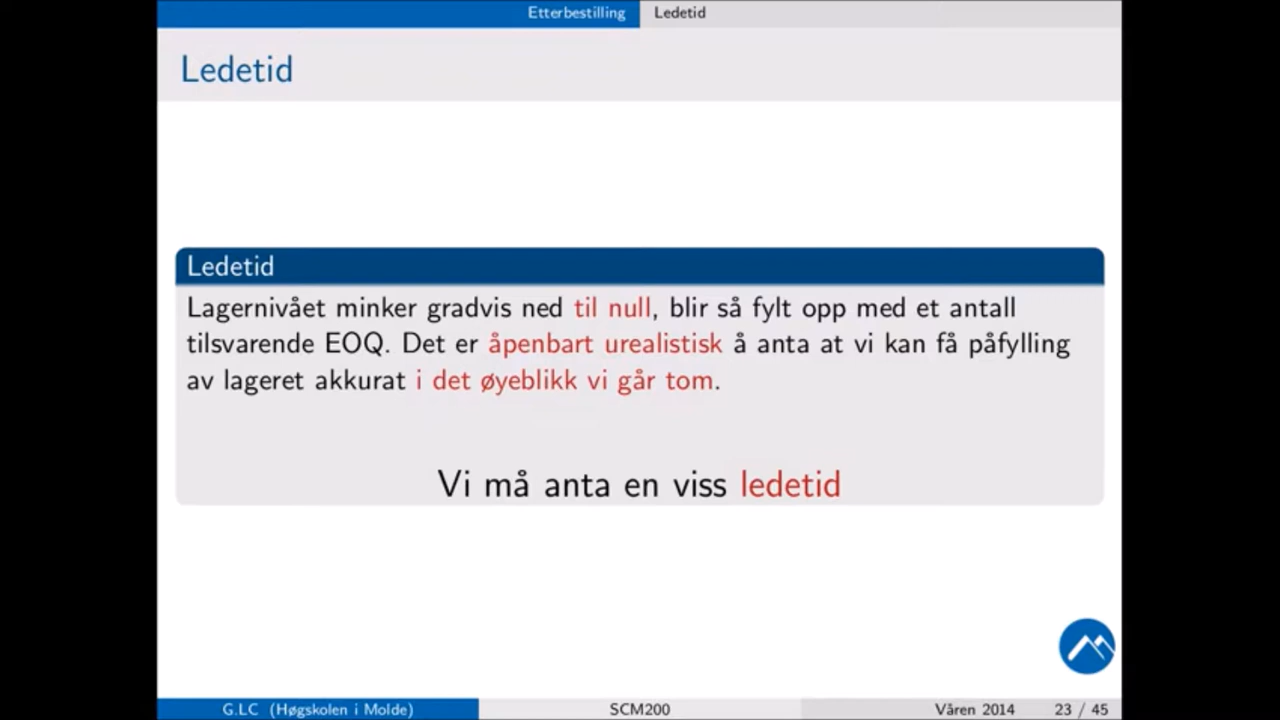 Etterbestilling Ledetid
Ledetid
Ledetid
Lagernivået minker gradvis ned til null, blir så fylt opp med et antall
tilsvarende EOQ. Det er åpenbart urealistisk å anta at vi kan få påfylling
av lageret akkurat i det øyeblikk vi går tom.
Vi må anta en viss ledetid
G.LC (Høgskolen i Molde) SCM200 Våren 2014 23 / 45